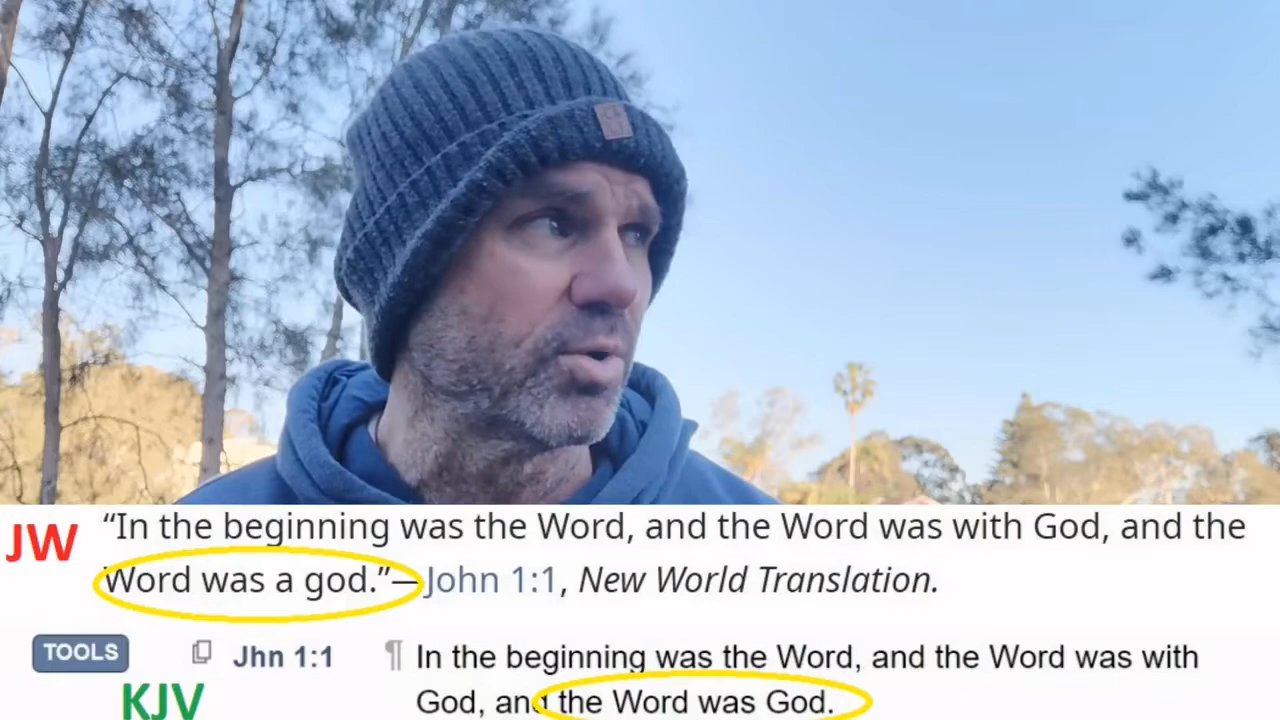 JW “In the beginning was the Word, and the Word was with God, and the
Word was a god.”—John 1:1, New World Translation.
TOOLS Jhn 1:1 ¶ In the beginning was the Word, and the Word was with
KJV God, and the Word was God.